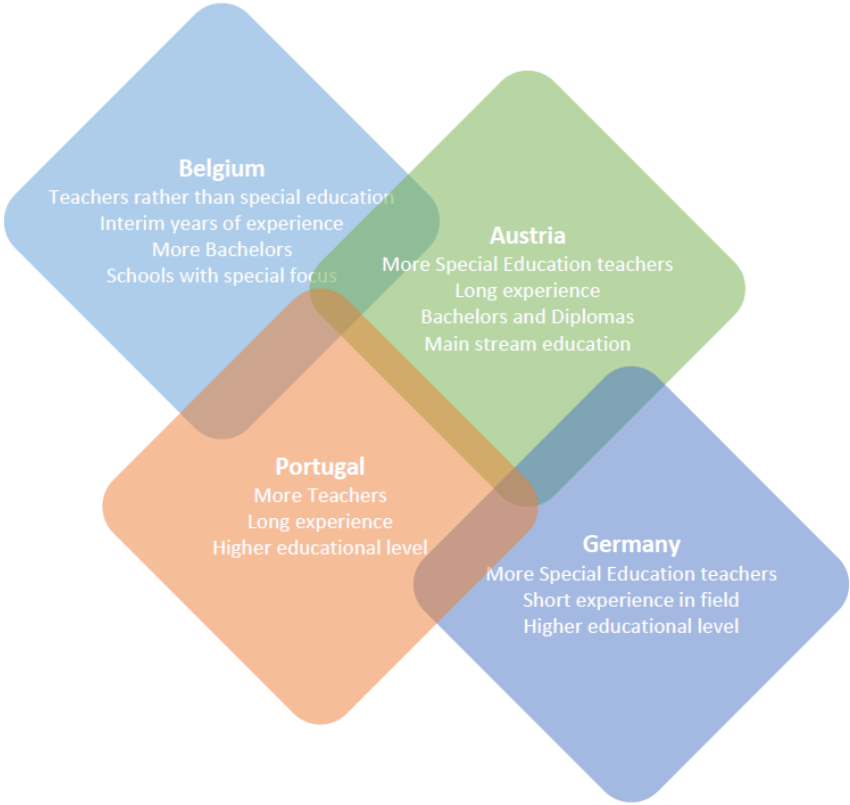 Belgium
Teachers rather than special education
Interim years of experience
More Bachelors
Schools with special focus
Austria
More Special Education teachers
Long experience
Bachelors and Diplomas
Main stream education
Portugal
More Teachers
Long experience
Higher educational level
Germany
More Special Education teachers
Short experience in field
Higher educational level